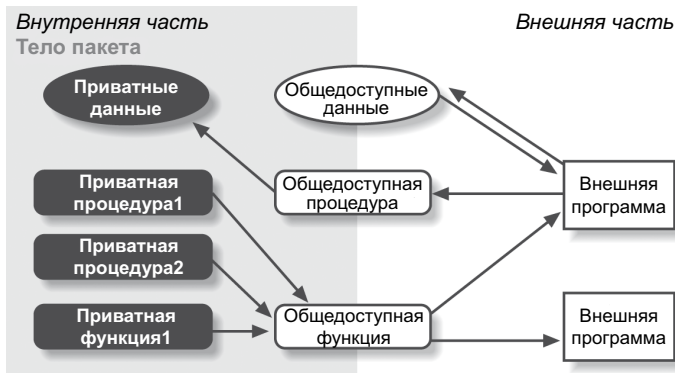 Внутренняя часть
Внешняя часть
Тело пакета
Приватные
данные
Общедоступные
данные
Приватная
процедура1
Общедоступная
процедура
Внешняя
программа
Приватная
процедура2
Приватная
функция1
Общедоступная
функция
Внешняя
программа